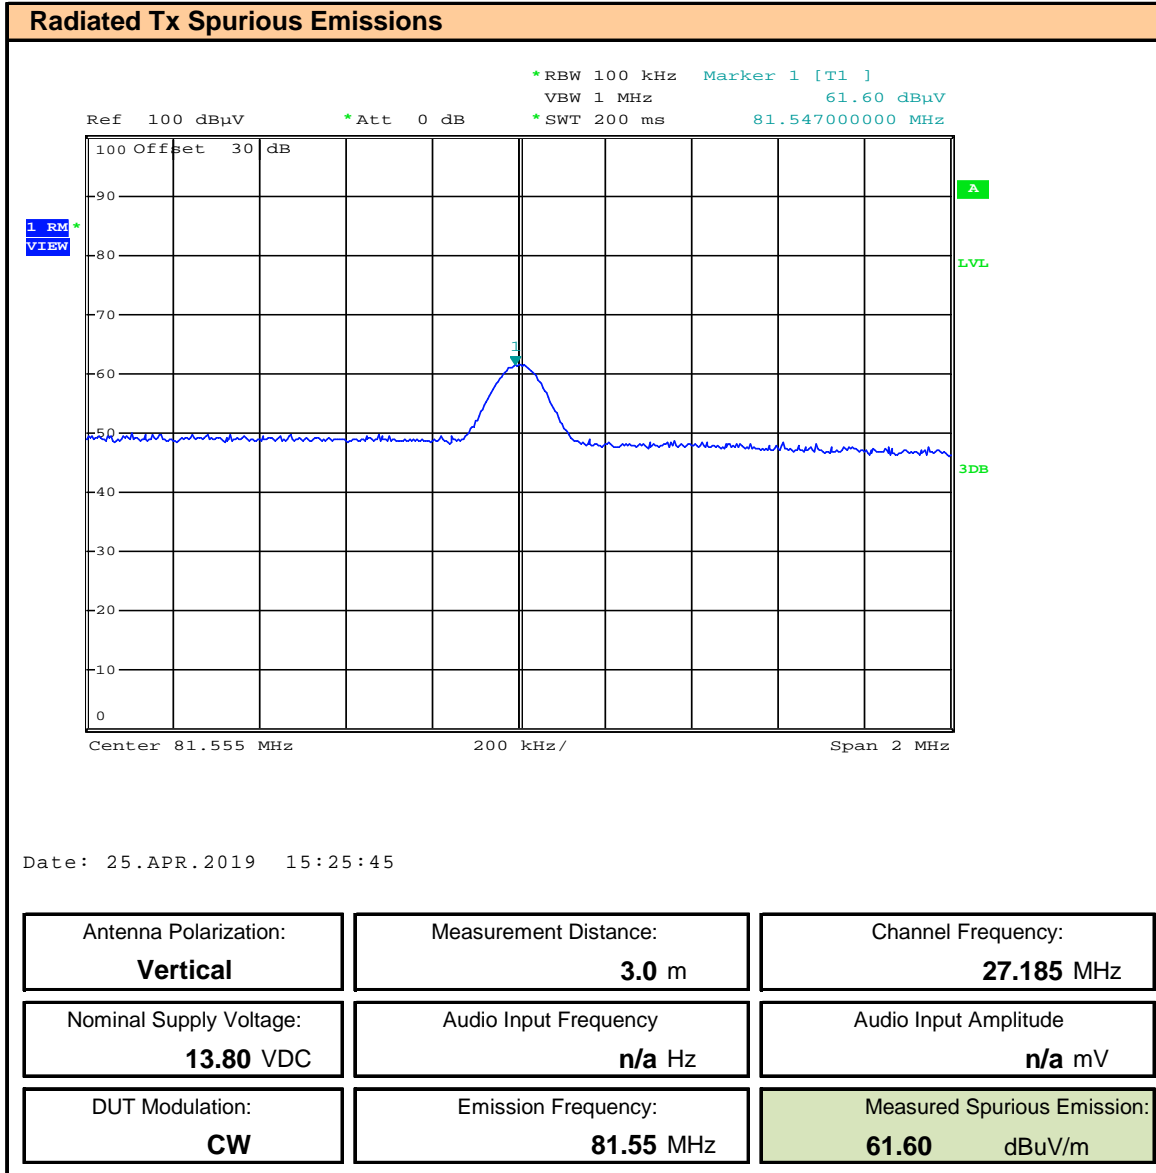 Radiated Tx Spurious Emissions
*RBW 100 kHz Marker 1 [T1 ]
VBW 1 MHz 61.60 dBµV
Ref 100 dBµV *Att 0 dB *SWT 200 ms 81.547000000 MHz
100 Offset 30 dB
90
A
1 RM *
VIEW
80
LVL
70
1
60
50
3DB
40
30
20
10
0
Center 81.555 MHz 200 kHz/ Span 2 MHz
Date: 25.APR.2019 15:25:45
Antenna Polarization: Measurement Distance: Channel Frequency:
Vertical 3.0 m 27.185 MHz
Nominal Supply Voltage: Audio Input Frequency Audio Input Amplitude
13.80 VDC n/a Hz n/a mV
DUT Modulation: Emission Frequency: Measured Spurious Emission:
CW 81.55 MHz 61.60 dBuV/m